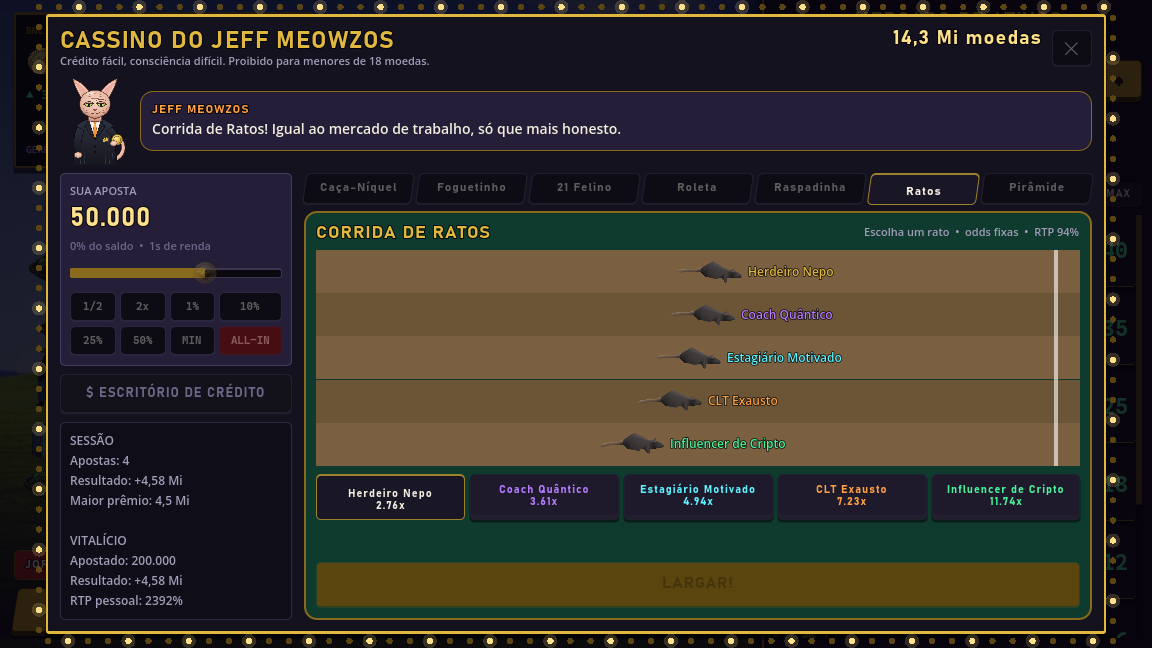 CASSINO DO JEFF MEOWZOS
14,3 Mi moedas
Crédito fácil, consciência difícil. Proibido para menores de 18 moedas.
JEFF MEOWZOS
Corrida de Ratos! Igual ao mercado de trabalho, só que mais honesto.
SUA APOSTA
50.000
0% do saldo • 1s de renda
1/2
2x
1%
10%
25%
50%
MIN
ALL-IN
$ ESCRITÓRIO DE CRÉDITO
SESSÃO
Apostas: 4
Resultado: +4,58 Mi
Maior prêmio: 4,5 Mi
VITALÍCIO
Apostado: 200.000
Resultado: +4,58 Mi
RTP pessoal: 2392%
Caça-Níquel
Foguetinho
21 Felino
Roleta
Raspadinha
Ratos
Pirâmide
CORRIDA DE RATOS
Escolha um rato • odds fixas • RTP 94%
Herdeiro Nepo
Coach Quântico
Estagiário Motivado
CLT Exausto
Influencer de Cripto
Herdeiro Nepo
2.76x
Coach Quântico
3.61x
Estagiário Motivado
4.94x
CLT Exausto
7.23x
Influencer de Cripto
11.74x
LARGAR!